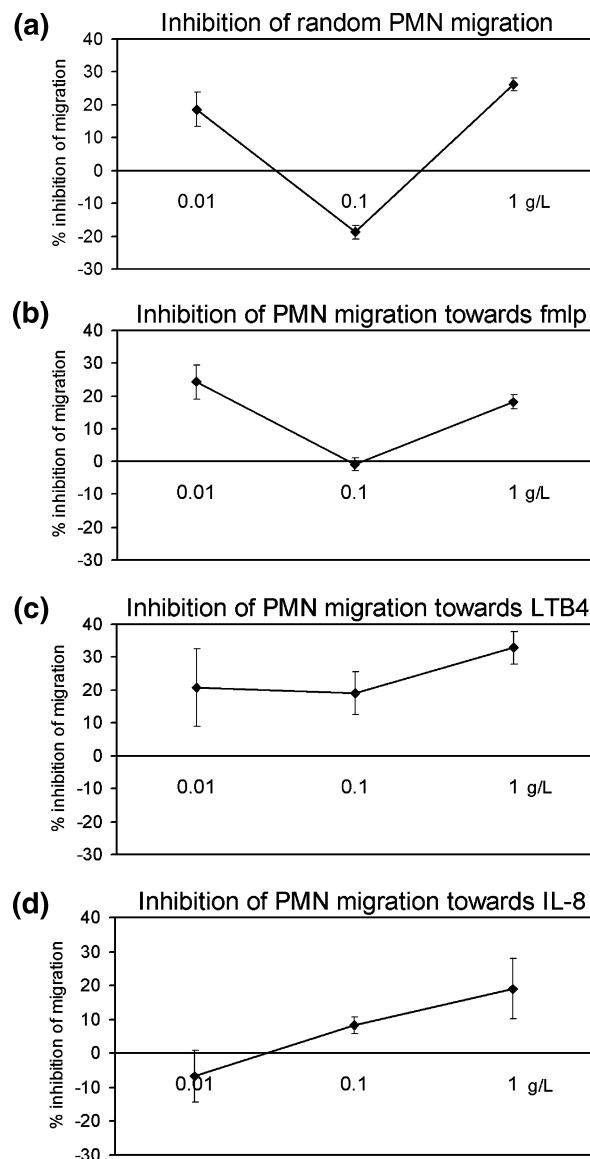 (a) Inhibition of random PMN migration
% inhibition of migration
40
30
20
10
0
-10
-20
-30
0.01 0.1 1 g/L
(b) Inhibition of PMN migration towards fmlp
% inhibition of migration
40
30
20
10
0
-10
-20
-30
0.01 0.1 1 g/L
(c) Inhibition of PMN migration towards LTB4
% inhibition of migration
40
30
20
10
0
-10
-20
-30
0.01 0.1 1 g/L
(d) Inhibition of PMN migration towards IL-8
% inhibition of migration
40
30
20
10
0
-10
-20
-30
0.01 0.1 1 g/L